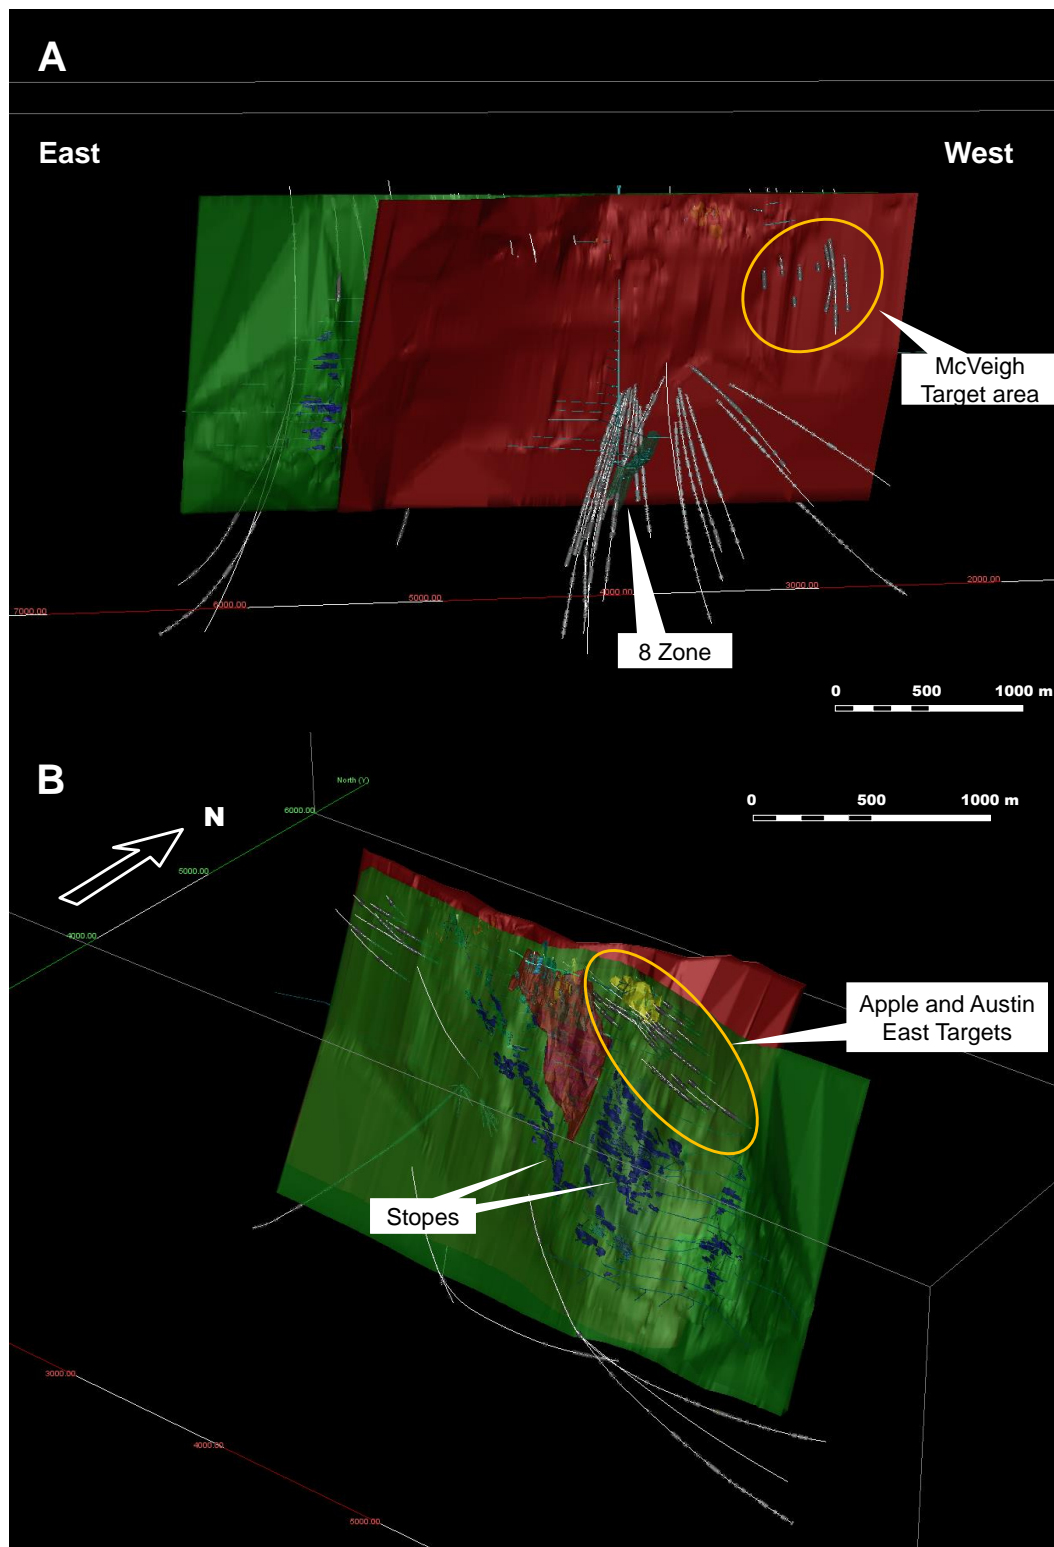 A
East
West
McVeigh
Target area
7000.00
6000.00
5000.00
4000.00
3000.00
2000.00
8 Zone
0 500 1000 m
B
North (Y)
0 500 1000 m
N
6000.00
5000.00
4000.00
Apple and Austin
East Targets
Stopes
3000.00
4000.00
5000.00